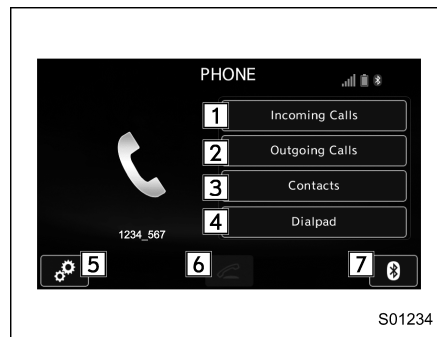 PHONE
1 Incoming Calls
2 Outgoing Calls
3 Contacts
4 Dialpad
1234_567
5 6 7
S01234